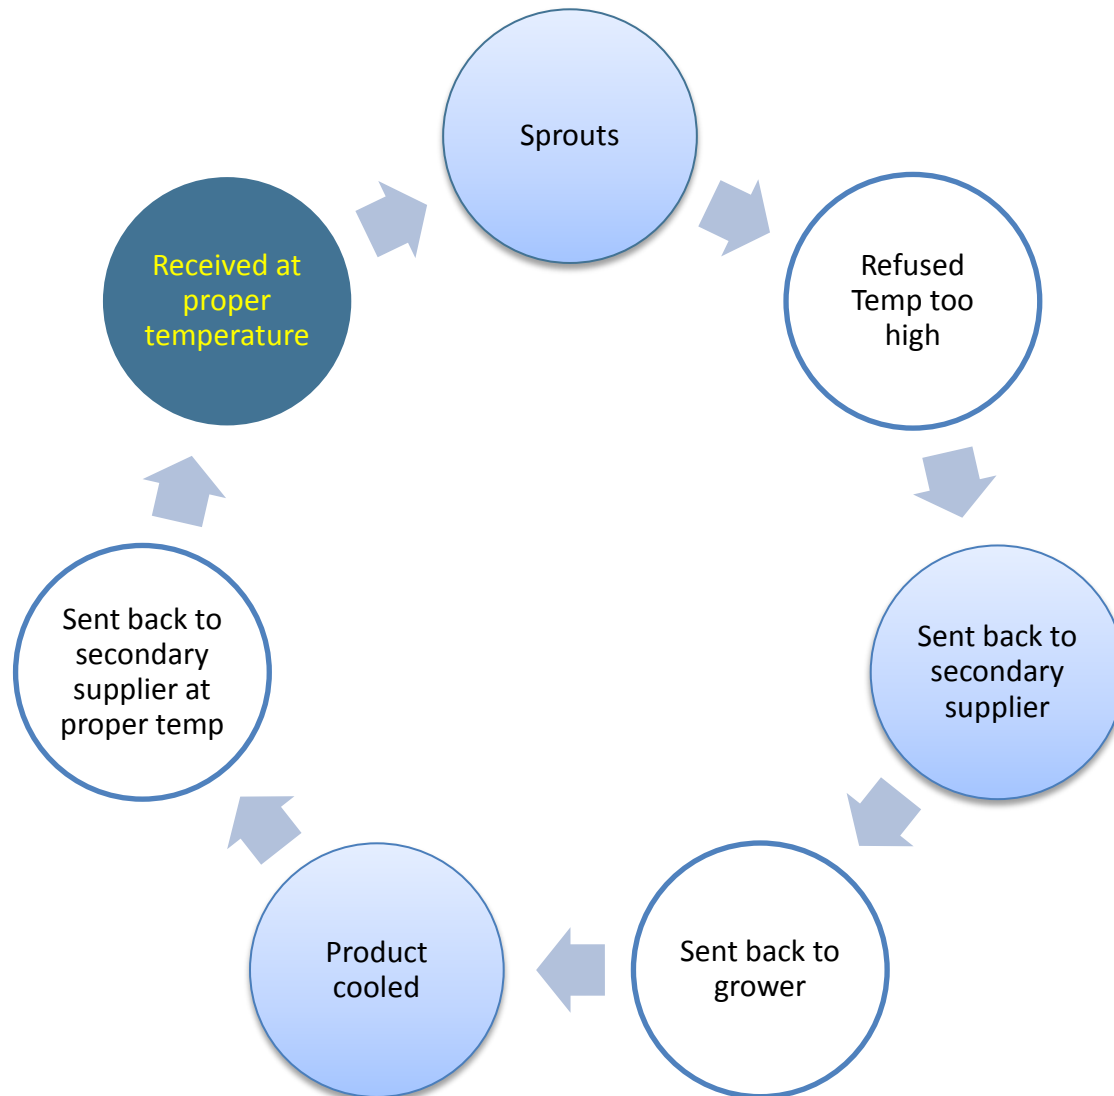 Sprouts
Refused
Temp too
high
Sent back to
secondary
supplier
Sent back to
grower
Product
cooled
Sent back to
secondary
supplier at
proper temp
Received at
proper
temperature